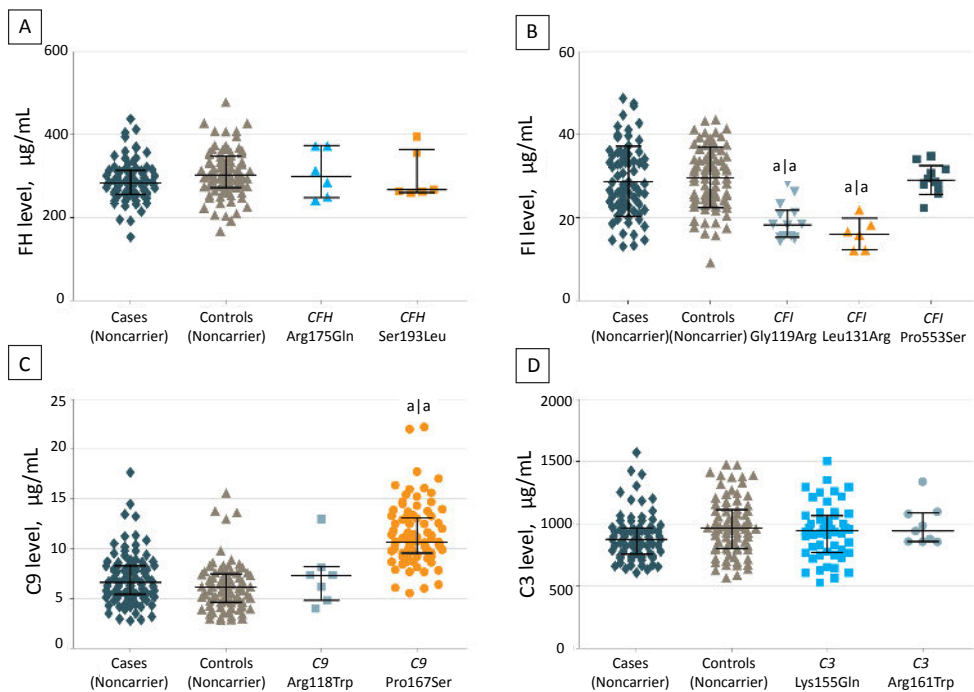 A
600
400
200
0
FH level, µg/mL
Cases
(Noncarrier)
Controls
(Noncarrier)
CFH
Arg175Gln
CFH
Ser193Leu
B
60
40
20
0
FI level, µg/mL
a|a
a|a
Cases
(Noncarrier)
Controls
(Noncarrier)
CFI
Gly119Arg
CFI
Leu131Arg
CFI
Pro553Ser
C
25
20
15
10
5
0
C9 level, µg/mL
a|a
Cases
(Noncarrier)
Controls
(Noncarrier)
C9
Arg118Trp
C9
Pro167Ser
D
2000
1500
1000
500
0
C3 level, µg/mL
Cases
(Noncarrier)
Controls
(Noncarrier)
C3
Lys155Gln
C3
Arg161Trp